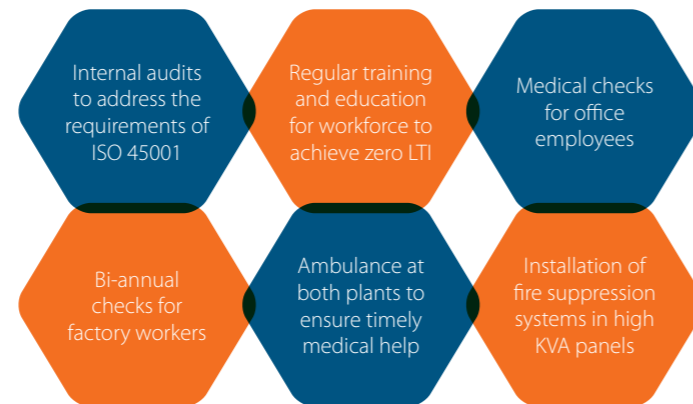 Internal audits
to address the
requirements of
ISO 45001
Regular training
and education
for workforce to
achieve zero LTI
Medical checks
for office
employees
Bi-annual
checks for
factory workers
Ambulance at
both plants to
ensure timely
medical help
Installation of
fire suppression
systems in high
KVA panels